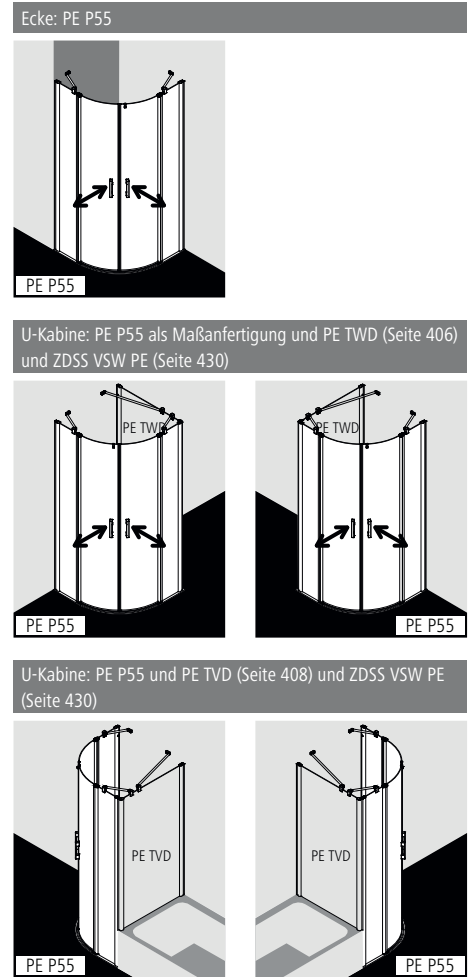 Ecke: PE P55
PE P55
U-Kabine: PE P55 als Maßanfertigung und PE TWD (Seite 406)
und ZDSS VSW PE (Seite 430)
PE TWD
PE TWD
PE P55
PE P55
U-Kabine: PE P55 und PE TVD (Seite 408) und ZDSS VSW PE
(Seite 430)
PE TVD
PE TVD
PE P55
PE P55